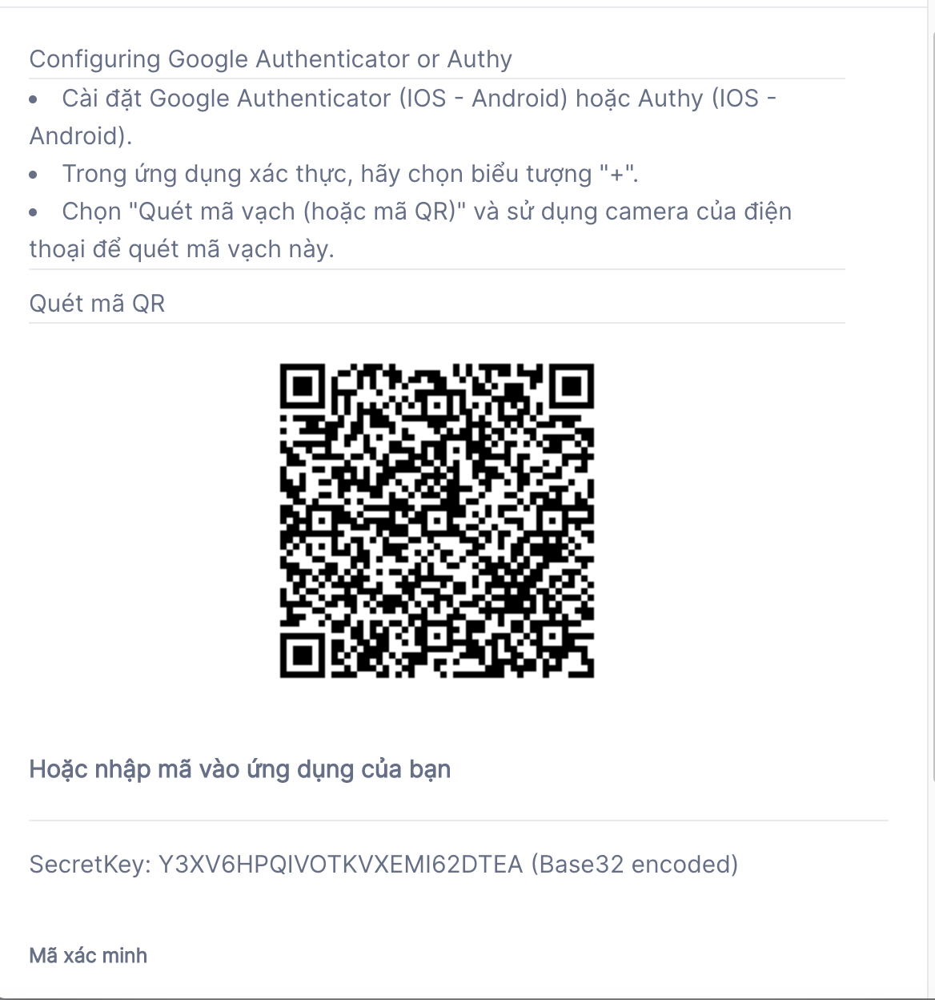 Configuring Google Authenticator or Authy
• Cài đặt Google Authenticator (IOS - Android) hoặc Authy (IOS -
Android).
• Trong ứng dụng xác thực, hãy chọn biểu tượng "+".
• Chọn "Quét mã vạch (hoặc mã QR)" và sử dụng camera của điện
thoại để quét mã vạch này.
Quét mã QR
Hoặc nhập mã vào ứng dụng của bạn
SecretKey: Y3XV6HPQIVOTKVXEMI62DTEA (Base32 encoded)
Mã xác minh